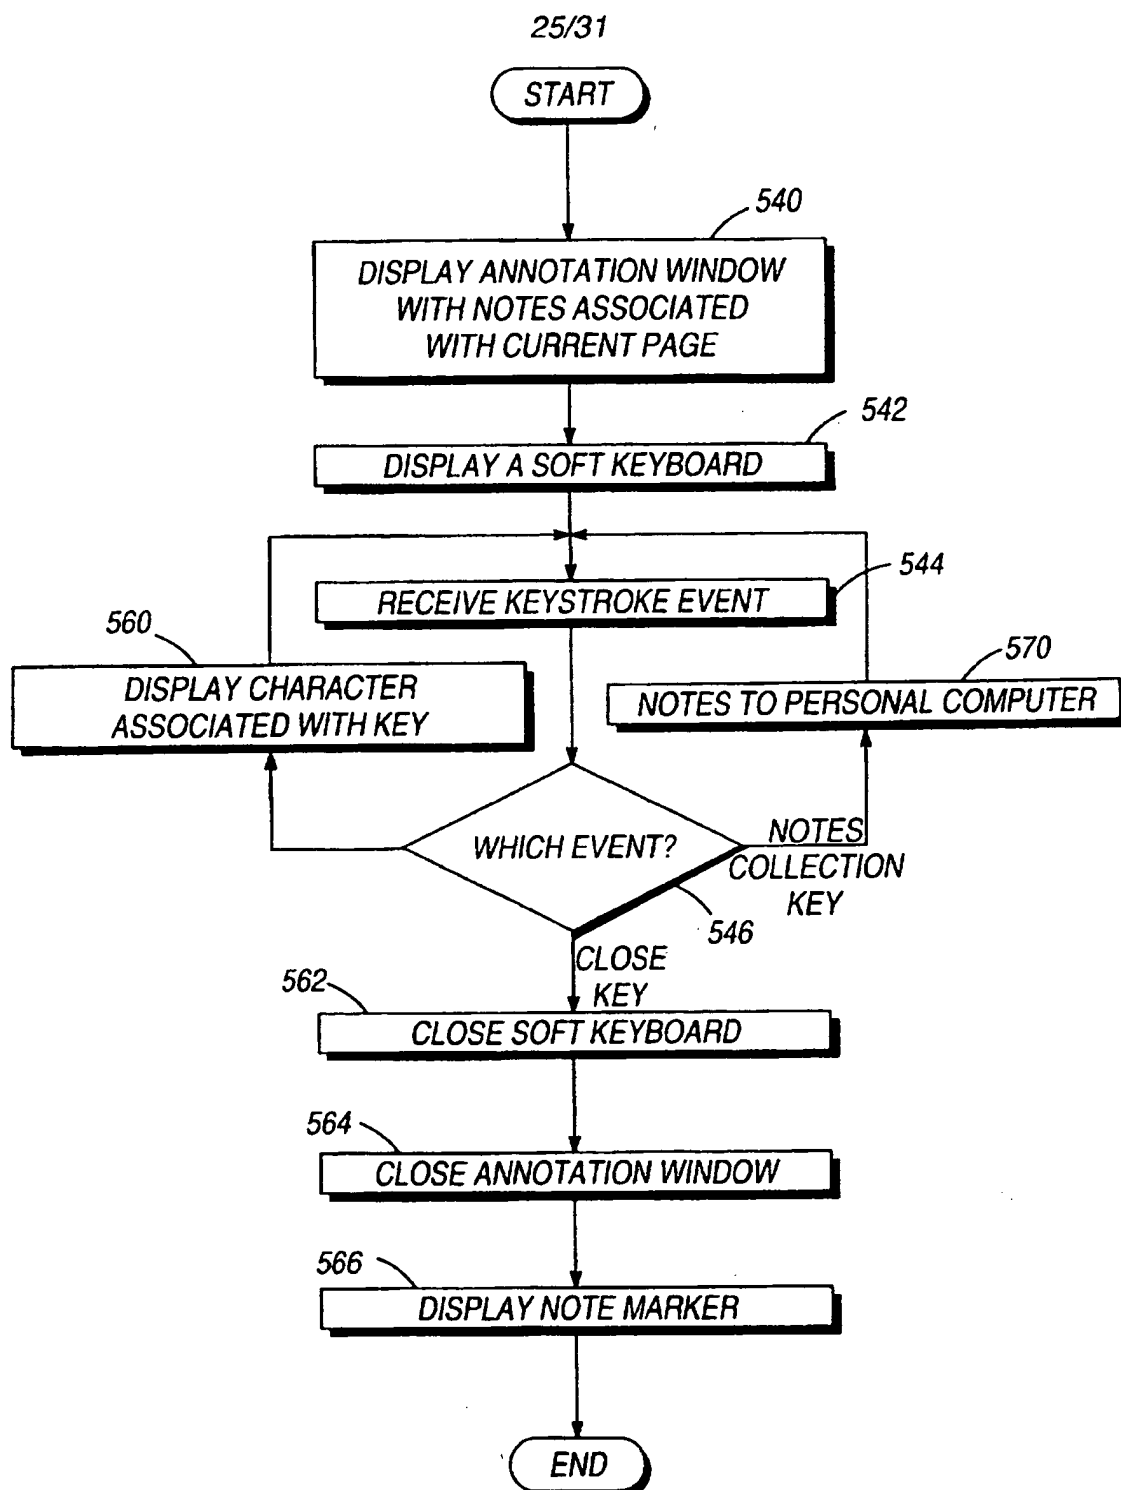 25/31
START
540
DISPLAY ANNOTATION WINDOW
WITH NOTES ASSOCIATED
WITH CURRENT PAGE
542
DISPLAY A SOFT KEYBOARD
544
RECEIVE KEYSTROKE EVENT
560
DISPLAY CHARACTER
ASSOCIATED WITH KEY
570
NOTES TO PERSONAL COMPUTER
WHICH EVENT?
NOTES
COLLECTION
KEY
546
CLOSE
KEY
562
CLOSE SOFT KEYBOARD
564
CLOSE ANNOTATION WINDOW
566
DISPLAY NOTE MARKER
END